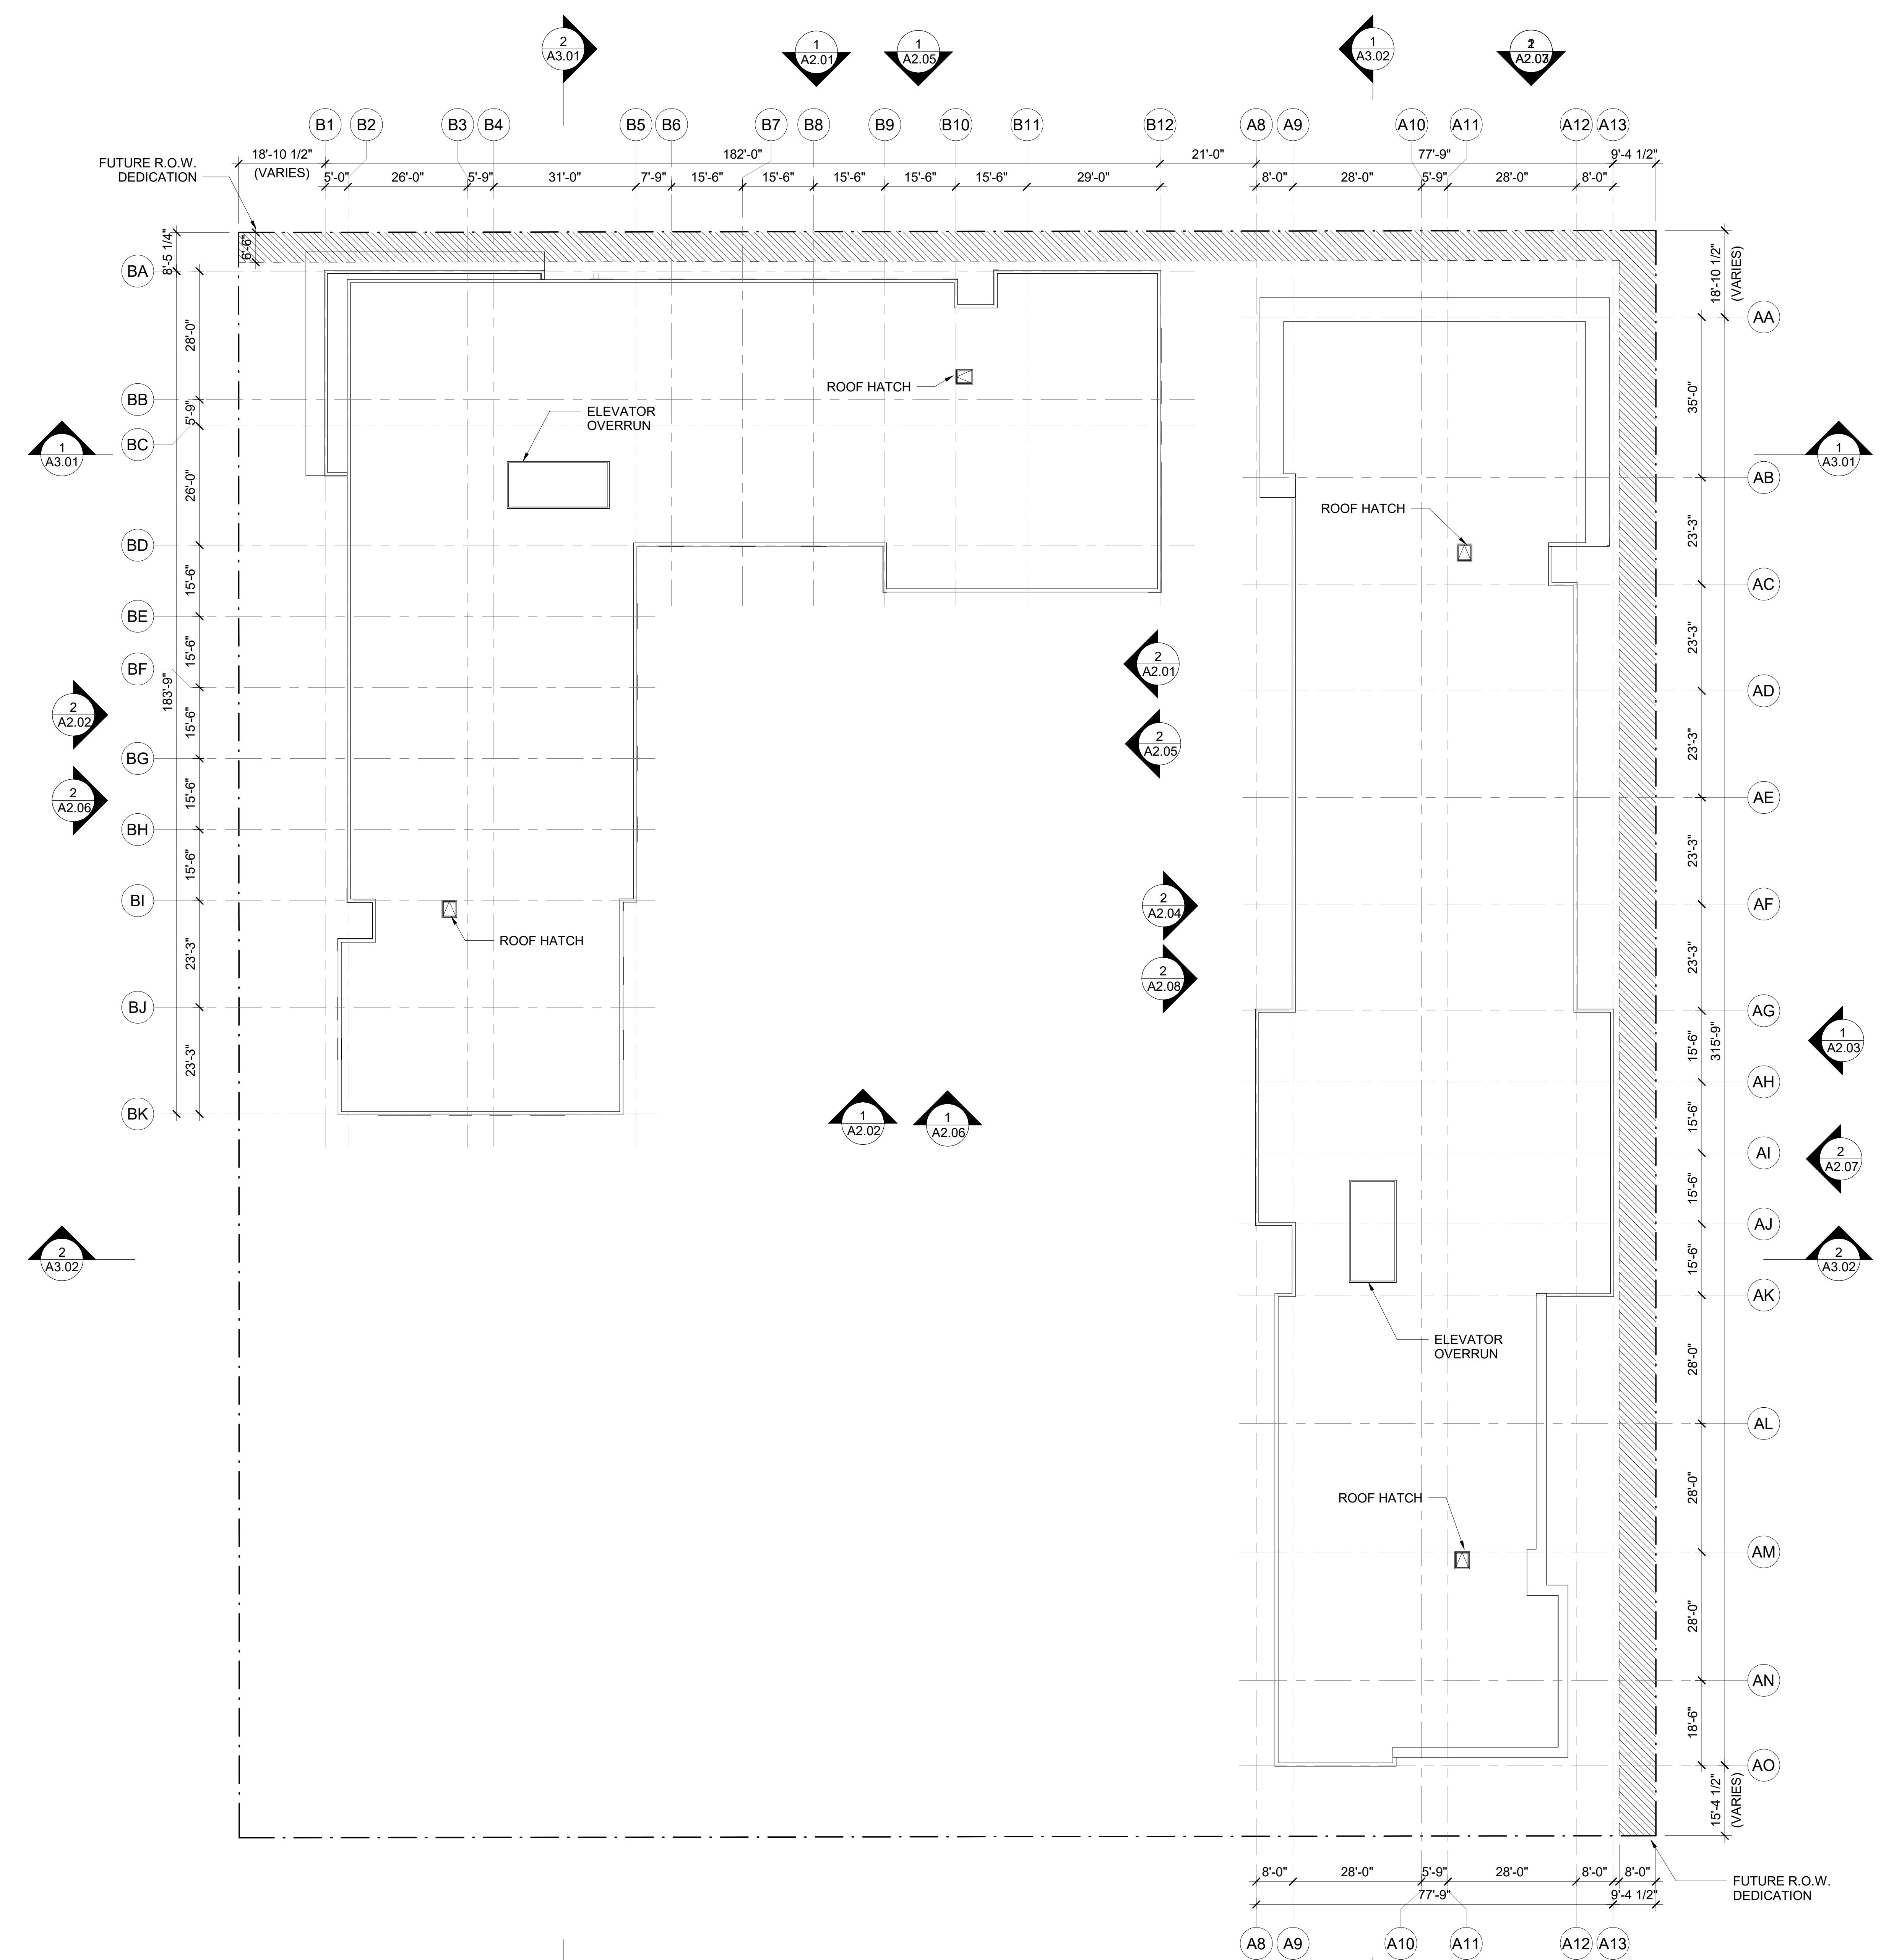 2
A3.01
1
A2.01
1
A2.05
1
A3.02
A2.0
B1
B2
B3
B4
B5
B6
B7
B8
B9
B10
B11
B12
A8
A9
A10
A11
A12
A13
FUTURE R.O.W.
DEDICATION
18'-10 1/2"
(VARIES)
182'-0"
21'-0"
77'-9"
9'-4 1/2"
5'-0"
26'-0"
5'-9"
31'-0"
7'-9"
15'-6"
15'-6"
15'-6"
15'-6"
15'-6"
29'-0"
8'-0"
28'-0"
5'-9"
28'-0"
8'-0"
8'-5 1/4"
6'-6"
18'-10 1/2"
(VARIES)
BA
AA
28'-0"
35'-0"
ROOF HATCH
BB
5'-9"
ELEVATOR
OVERRUN
BC
1
A3.01
1
A3.01
26'-0"
AB
ROOF HATCH
23'-3"
BD
15'-6"
AC
BE
15'-6"
23'-3"
BF
2
A2.01
183'-9"
AD
2
A2.02
15'-6"
2
A2.05
23'-3"
BG
15'-6"
AE
2
A2.06
BH
15'-6"
23'-3"
BI
2
A2.04
AF
ROOF HATCH
23'-3"
23'-3"
2
A2.08
BJ
AG
15'-6"
315'-9"
1
A2.03
23'-3"
AH
BK
1
A2.02
1
A2.06
15'-6"
AI
2
A2.07
15'-6"
AJ
2
A3.02
15'-6"
2
A3.02
AK
ELEVATOR
OVERRUN
28'-0"
AL
28'-0"
ROOF HATCH
AM
28'-0"
AN
18'-6"
AO
15'-4 1/2"
(VARIES)
8'-0"
28'-0"
5'-9"
28'-0"
8'-0"
8'-0"
77'-9"
9'-4 1/2"
FUTURE R.O.W.
DEDICATION
A8
A9
A10
A11
A12
A13